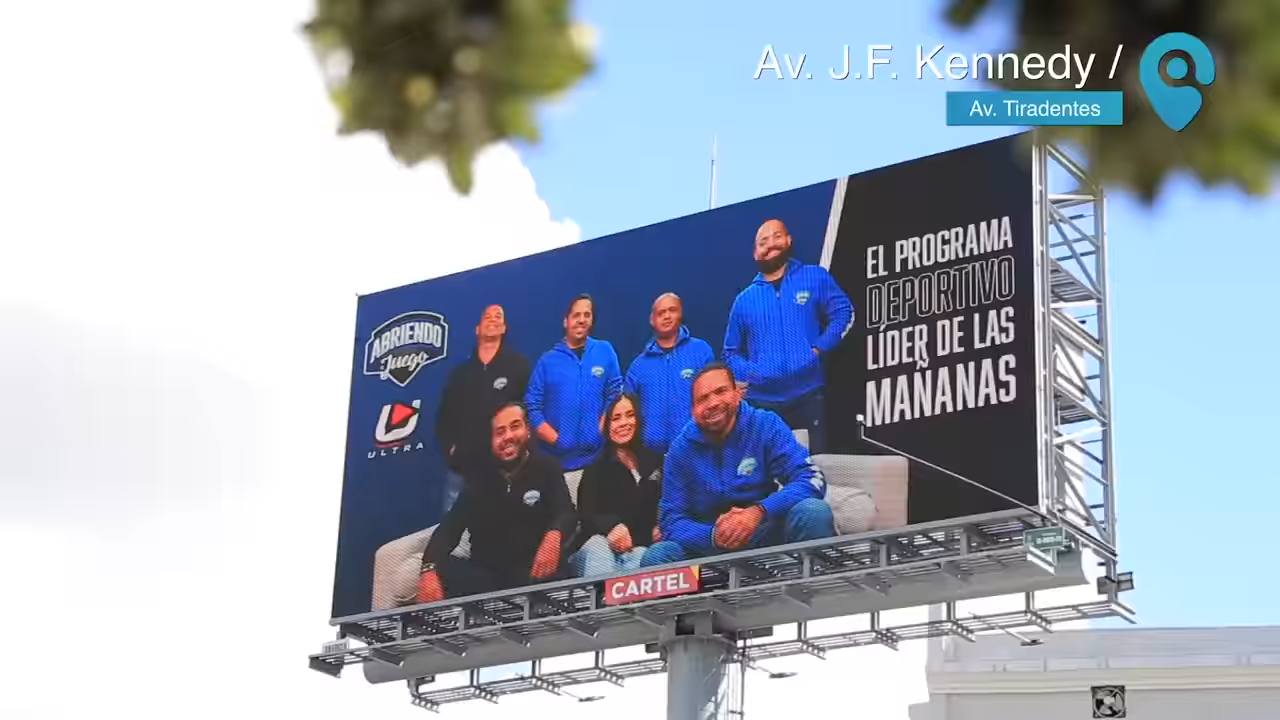 Av. J.F. Kennedy /
Av. Tiradentes
ABRIENDO
Juego
ULTRA
EL PROGRAMA
DEPORTIVO
LÍDER DE LAS
MAÑANAS
CARTEL